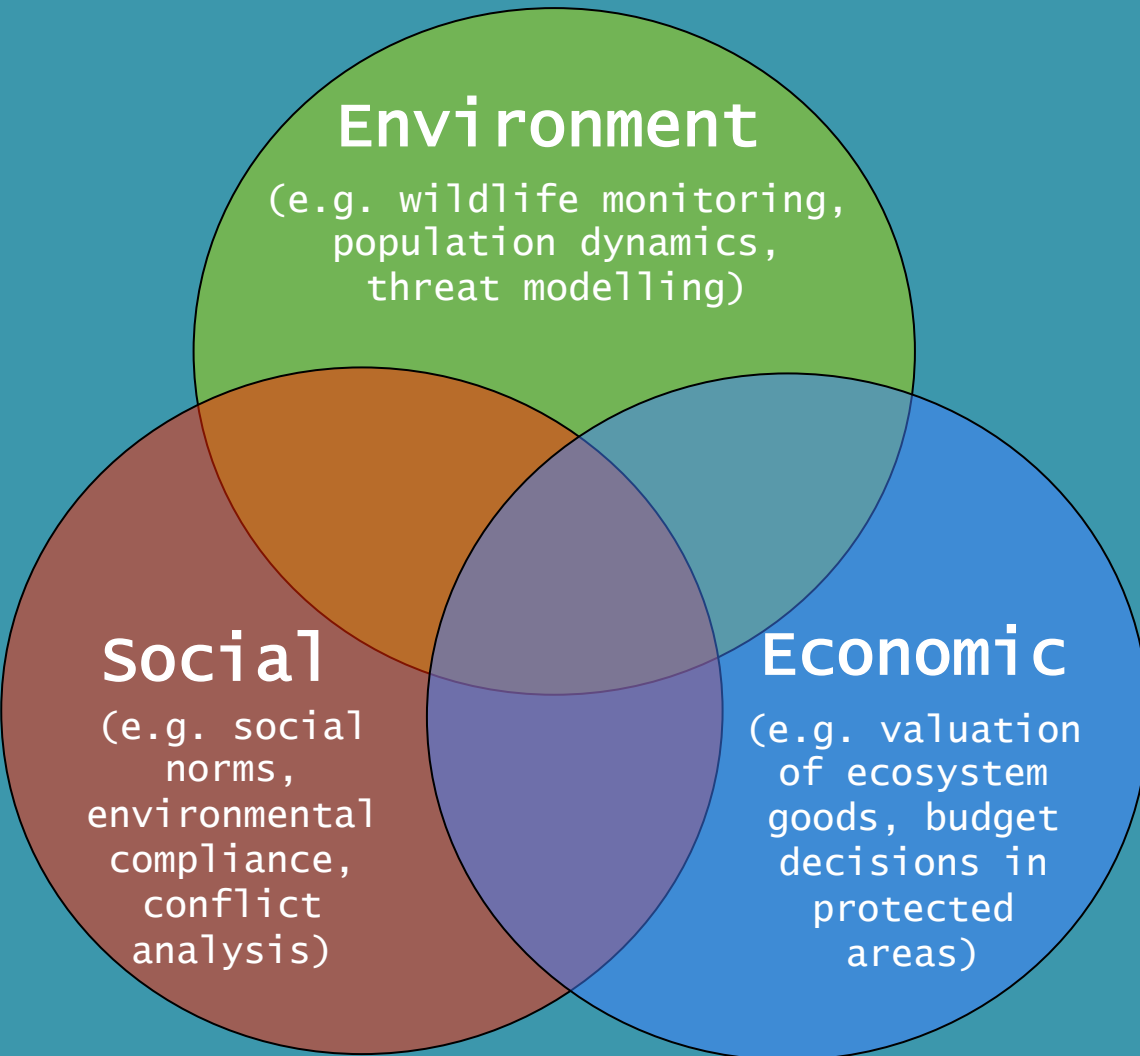 Environment
(e.g. wildlife monitoring,
population dynamics,
threat modelling)
Social
(e.g. social
norms,
environmental
compliance,
conflict
analysis)
Economic
(e.g. valuation
of ecosystem
goods, budget
decisions in
protected
areas)